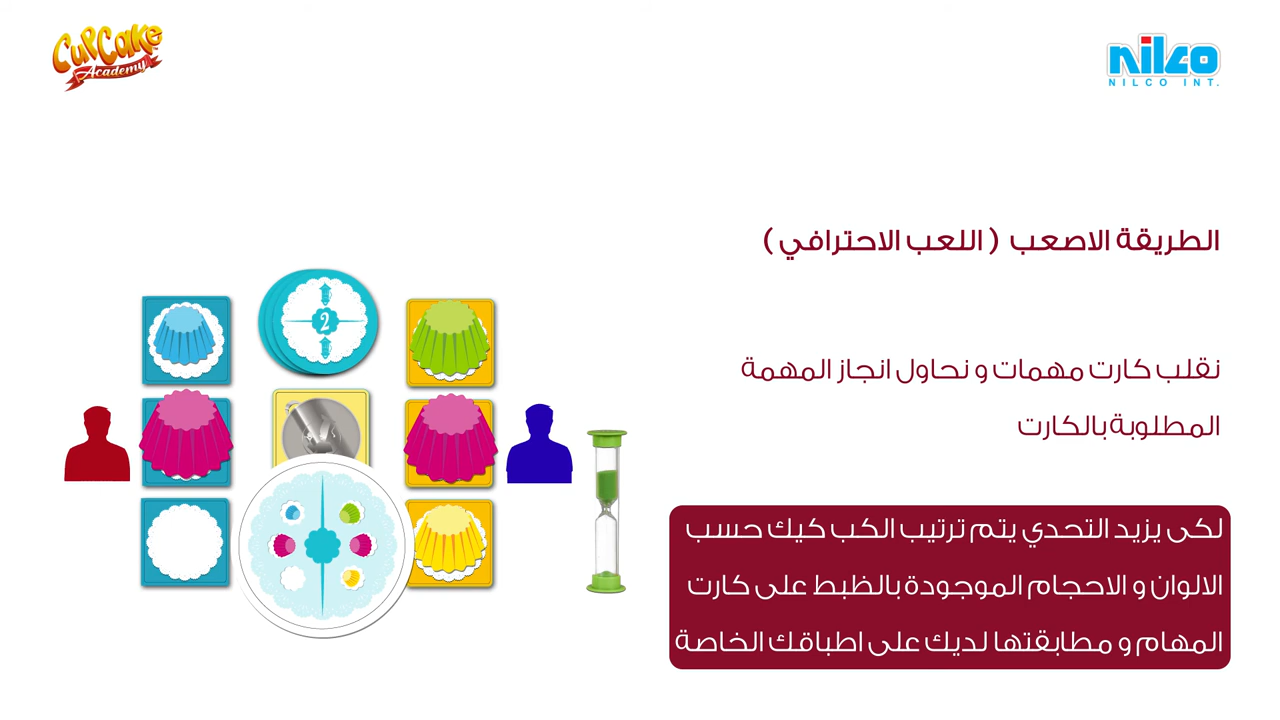 CupCake
Academy
nilco
NILCO INT.
الطريقة الاصعب ( اللعب الاحترافي )
نقلب كارت مهمات و نحاول انجاز المهمة
المطلوبة بالكارت
2
لكى يزيد التحدي يتم ترتيب الكب كيك حسب
الالوان و الاحجام الموجودة بالظبط على كارت
المهام و مطابقتها لديك على اطباقك الخاصة